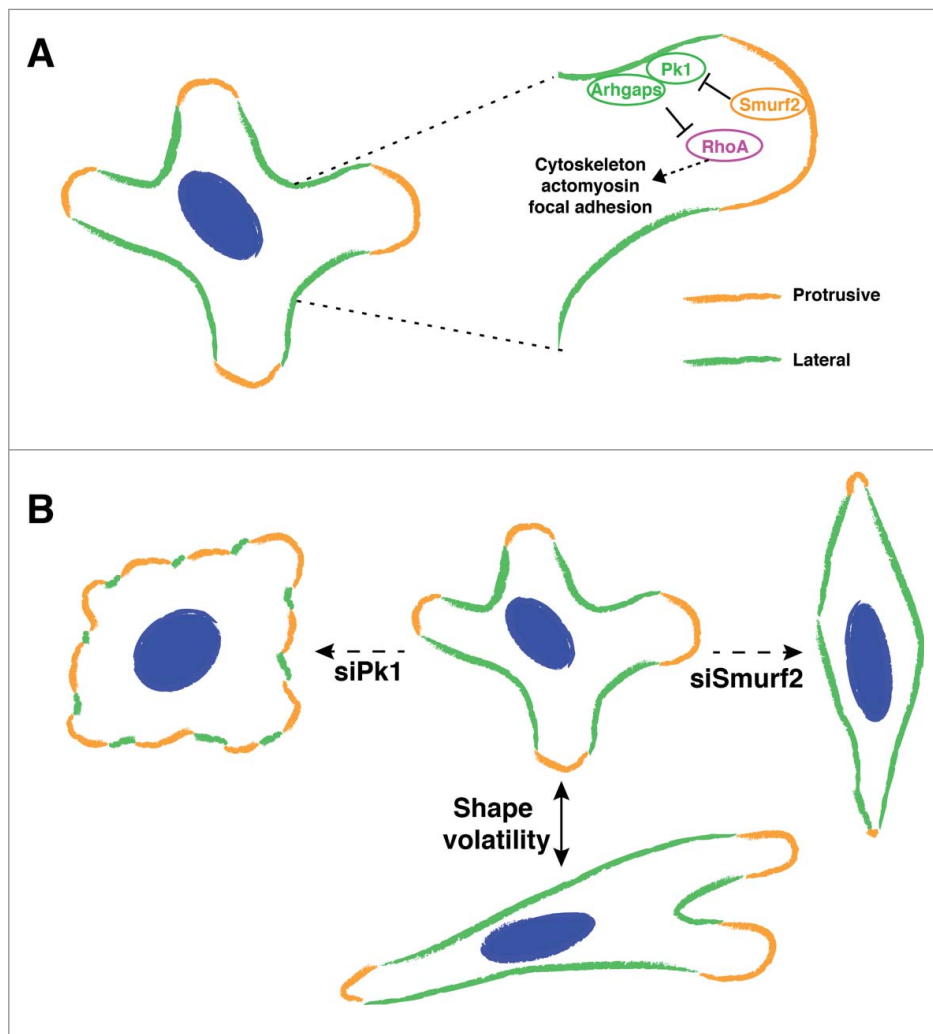 A
Pk1
Arhgaps
Smurf2
RhoA
Cytoskeleton
actomyosin
focal adhesion
Protrusive
Lateral
B
siPk1
siSmurf2
Shape
volatility